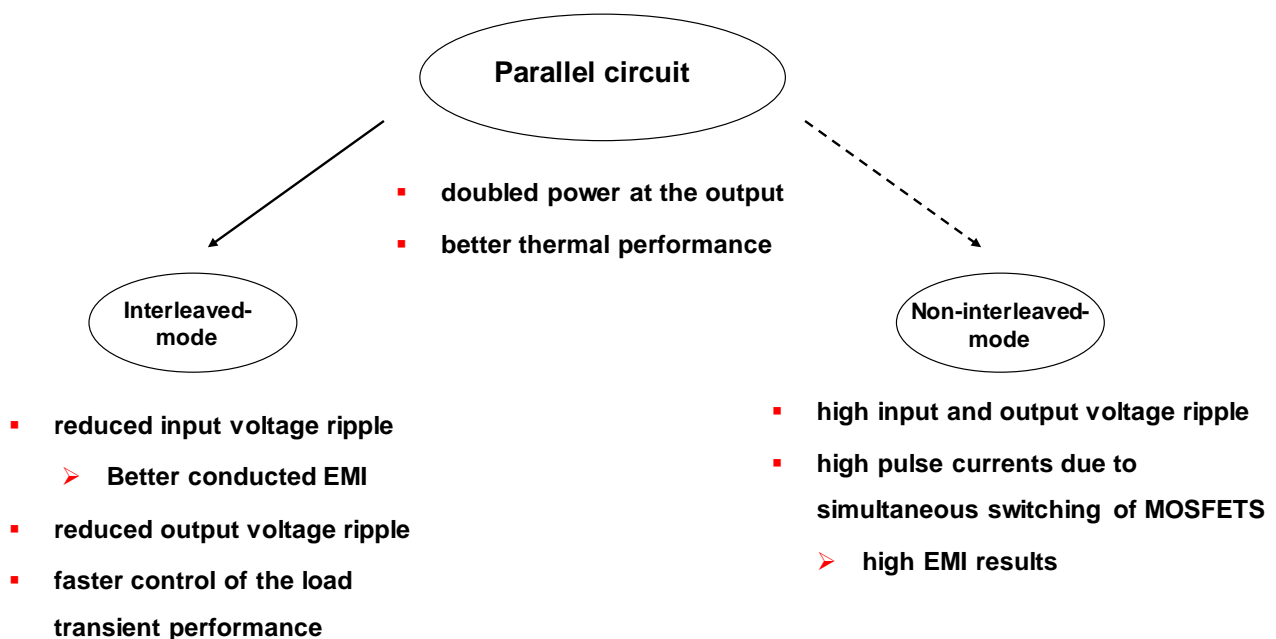 Parallel circuit
doubled power at the output
better thermal performance
Interleaved-
mode
reduced input voltage ripple
Better conducted EMI
reduced output voltage ripple
faster control of the load
transient performance
Non-interleaved-
mode
high input and output voltage ripple
high pulse currents due to
simultaneous switching of MOSFETS
high EMI results